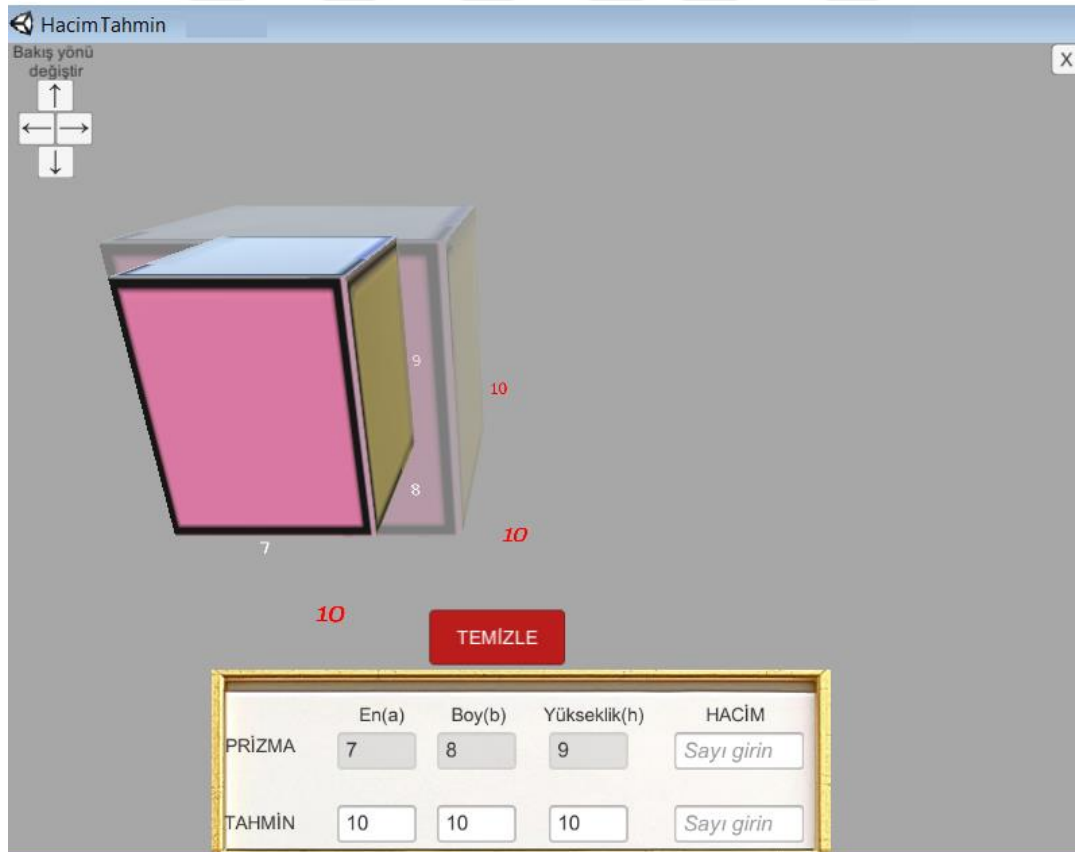 HacimTahmin
Bakış yönü
değiştir
↑
← →
↓
X
9
10
8
10
7
10
TEMİZLE
En(a) Boy(b) Yükseklik(h) HACİM
PRİZMA 7 8 9 Sayı girin
TAHMİN 10 10 10 Sayı girin